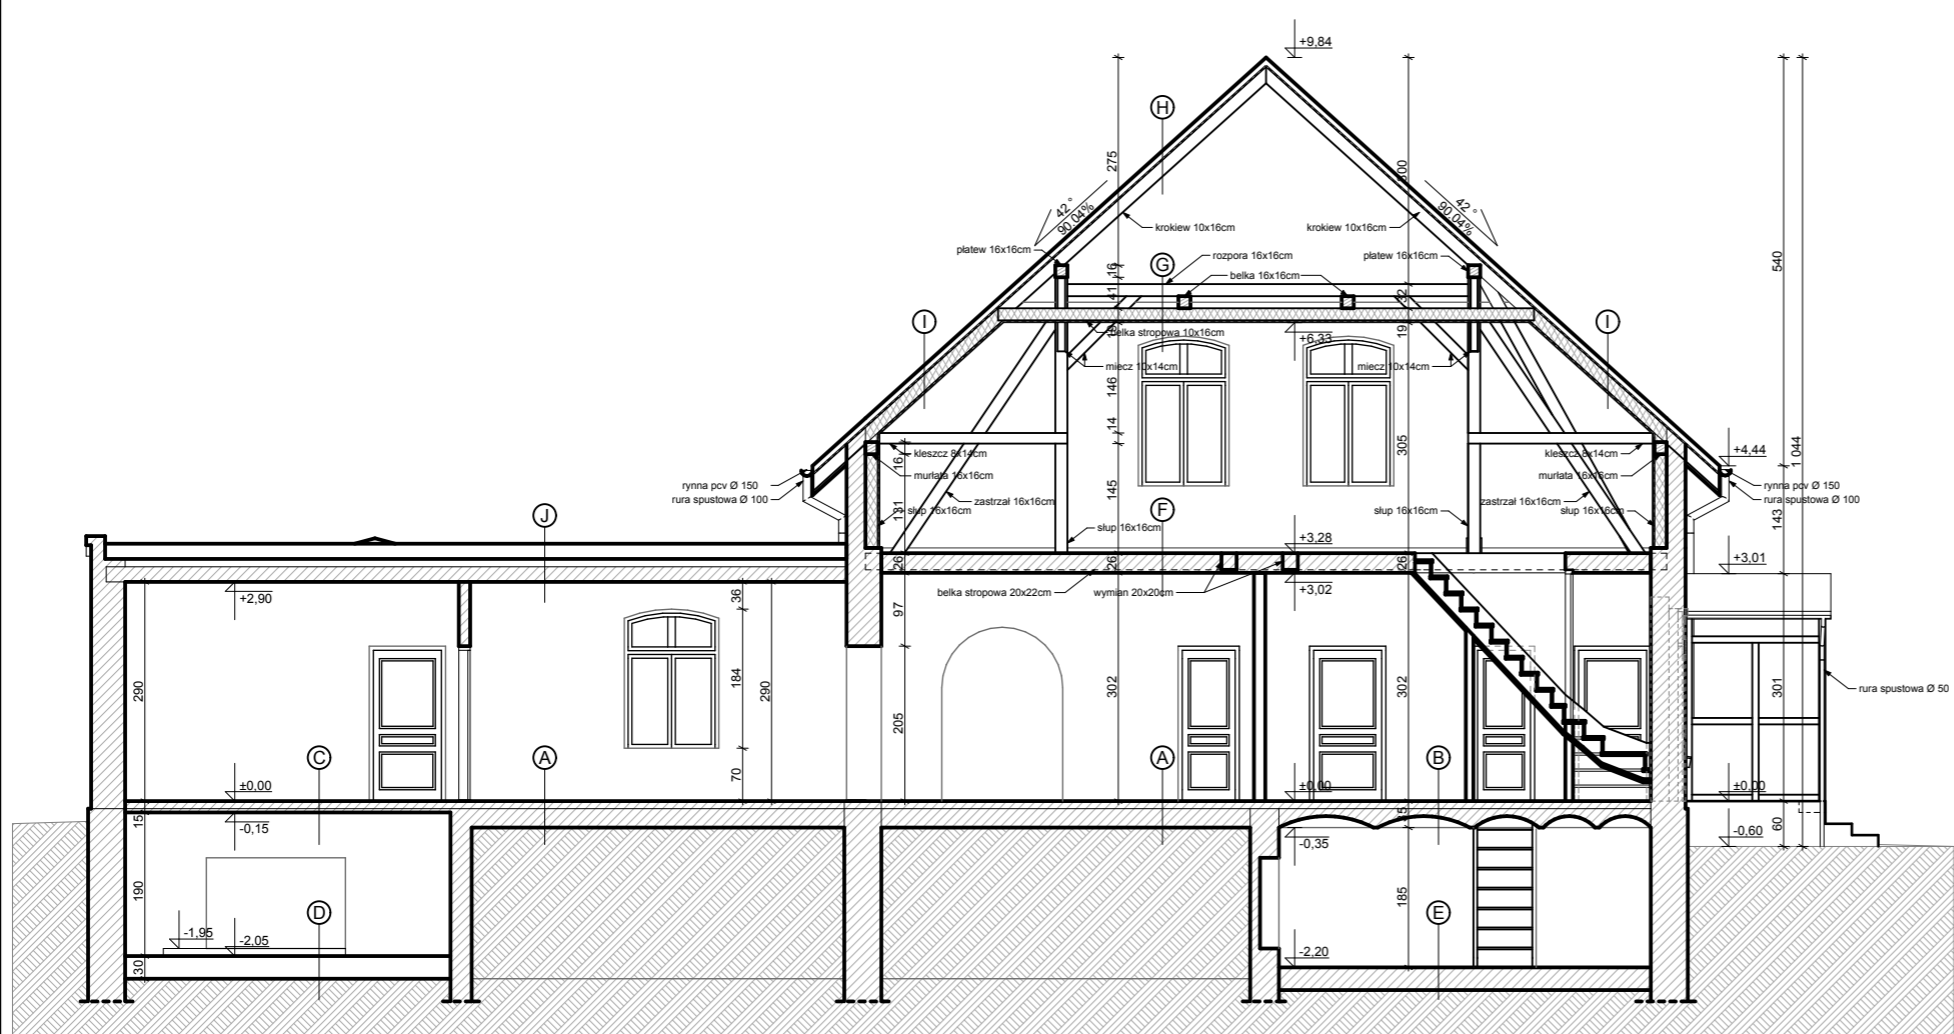 +9,84
H
275
300
42 °
90,04%
42 °
90,04%
krokiew 10x16cm
krokiew 10x16cm
płatew 16x16cm
rozpora 16x16cm
płatew 16x16cm
G
belka 16x16cm
16
41
32
540
I
I
belka stropowa 10x16cm
19
19
+6,33
miecz 10x14cm
miecz 10x14cm
146
14
305
kleszcz 8x14cm
kleszcz 8x14cm
16
+4,44
1 044
murłata 16x16cm
murłata 16x16cm
rynna pcv Ø 150
rynna pcv Ø 150
rura spustowa Ø 100
rura spustowa Ø 100
145
131
zastrzał 16x16cm
zastrzał 16x16cm
słup 16x16cm
słup 16x16cm
słup 16x16cm
słup 16x16cm
F
J
143
+3,28
+3,01
26
26
26
+2,90
+3,02
belka stropowa 20x22cm
wymian 20x20cm
36
97
290
184
290
302
302
301
rura spustowa Ø 50
205
C
A
A
B
70
±0,00
±0,00
±0,00
15
-0,15
-0,35
60
-0,60
190
185
D
E
-1,95
-2,05
-2,20
30